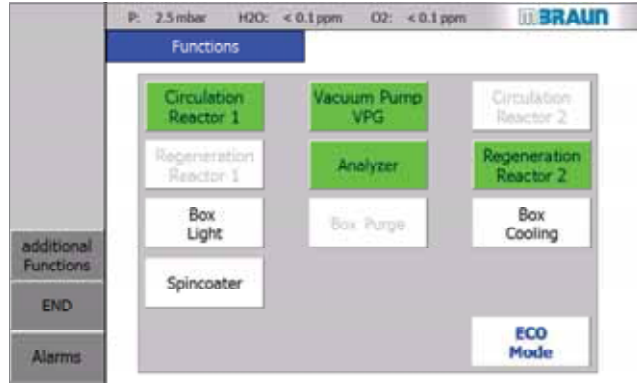 P: 2.5 mbar H2O: < 0.1 ppm O2: < 0.1 ppm MBRAUN
Functions
Circulation
Reactor 1
Vacuum Pump
VPG
Circulation
Reactor 2
Regeneration
Reactor 1
Analyzer
Regeneration
Reactor 2
Box
Light
Box Purge
Box
Cooling
Spincoater
ECO
Mode
additional
Functions
END
Alarms